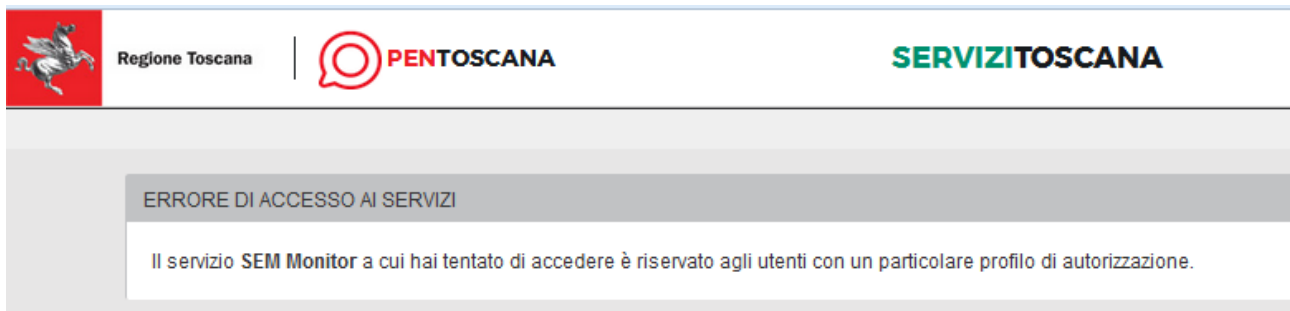 Regione Toscana
PENTOSCANA
SERVIZITOSCANA
ERRORE DI ACCESSO AI SERVIZI
Il servizio SEM Monitor a cui hai tentato di accedere è riservato agli utenti con un particolare profilo di autorizzazione.